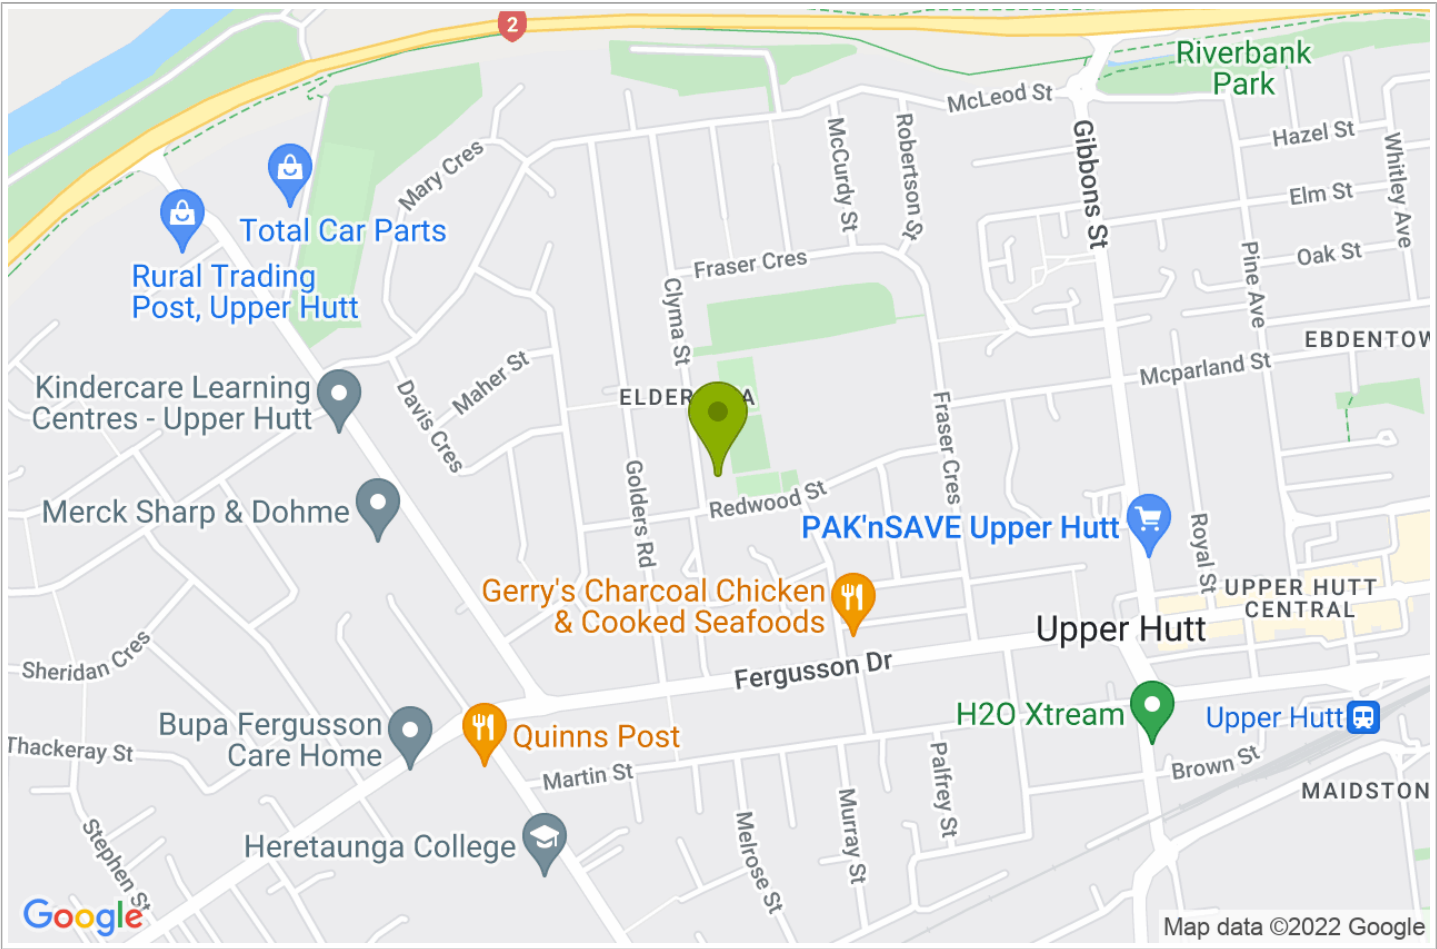 2
Riverbank
Park
McLeod St
Hazel St
Gibbons St
McCurdy St
Robertson St
Whitley Ave
Mary Cres
Elm St
Total Car Parts
Oak St
Fraser Cres
Pine Ave
Rural Trading
Post, Upper Hutt
Clyma St
EBDENTOW
Mcparland St
Maher St
Kindercare Learning
Centres - Upper Hutt
Davis Cres
ELDER
A
Fraser Cres
Golders Rd
Redwood St
Merck Sharp & Dohme
PAK'nSAVE Upper Hutt
Royal St
Gerry's Charcoal Chicken
& Cooked Seafoods
UPPER HUTT
CENTRAL
Upper Hutt
Sheridan Cres
Fergusson Dr
H2O Xtream
Upper Hutt
Bupa Fergusson
Care Home
Quinns Post
Thackeray St
Martin St
Palfrey St
Brown St
MAIDSTON
Murray St
Melrose St
Heretaunga College
Stephen St
Google
Map data ©2022 Google